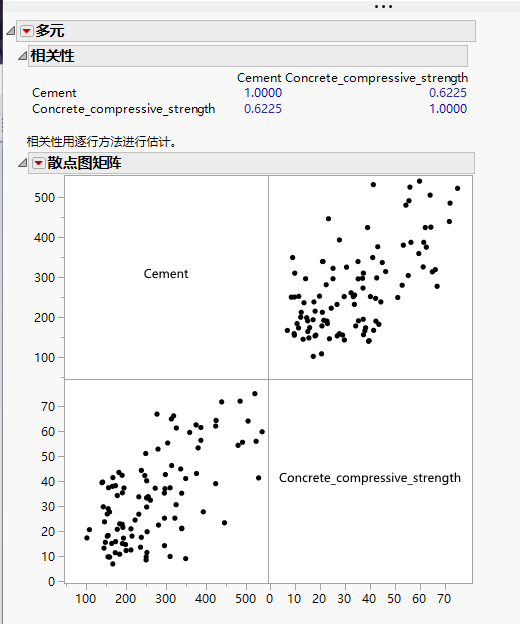 多元
相关性
Cement Concrete_compressive_strength
Cement 1.0000 0.6225
Concrete_compressive_strength 0.6225 1.0000
相关性用逐行方法进行估计。
散点图矩阵
500
400
300
200
100
Cement
70
60
50
40
30
20
10
0
Concrete_compressive_strength
100 200 300 400 500 0 10 20 30 40 50 60 70